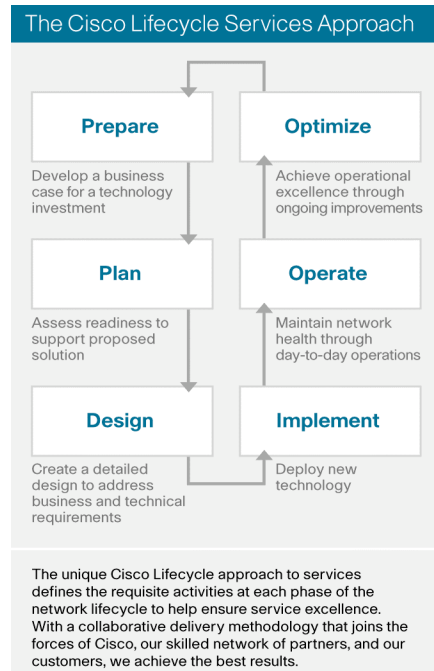 The Cisco Lifecycle Services Approach
Prepare
Develop a business
case for a technology
investment
Plan
Assess readiness to
support proposed
solution
Design
Create a detailed
design to address
business and technical
requirements
Implement
Deploy new
technology
Operate
Maintain network
health through
day-to-day operations
Optimize
Achieve operational
excellence through
ongoing improvements
The unique Cisco Lifecycle approach to services
defines the requisite activities at each phase of the
network lifecycle to help ensure service excellence.
With a collaborative delivery methodology that joins the
forces of Cisco, our skilled network of partners, and our
customers, we achieve the best results.